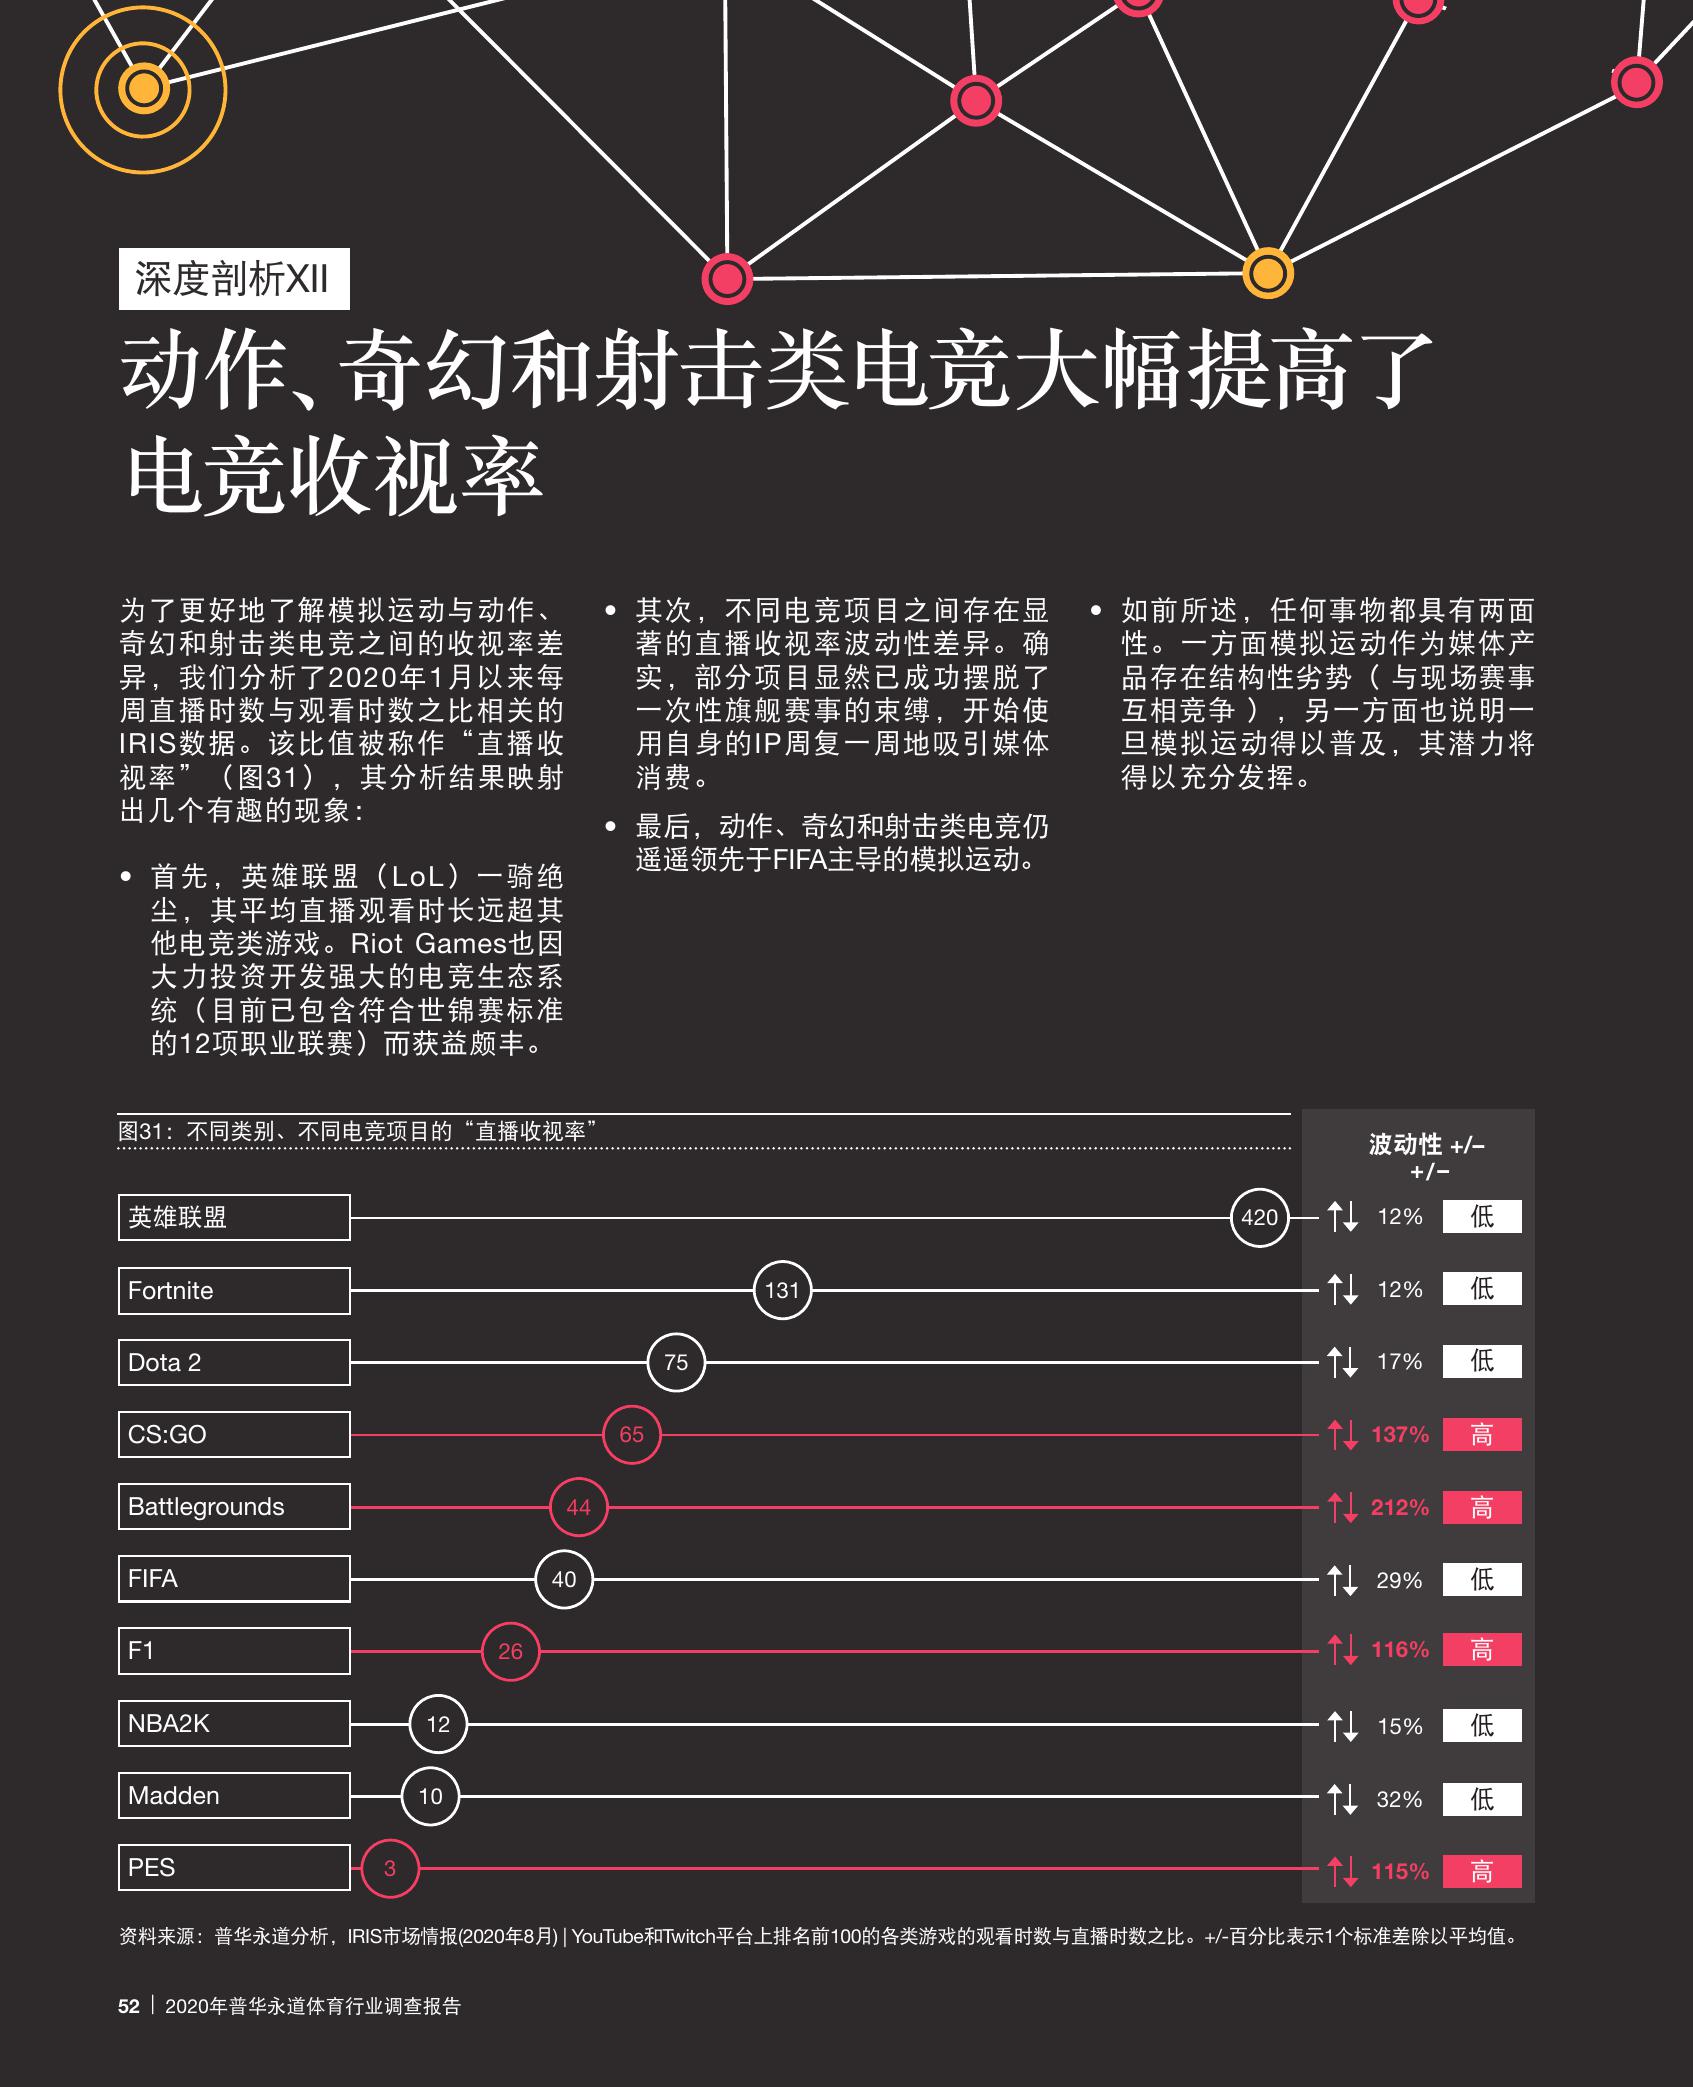 深度剖析XII
动作、奇幻和射击类电竞大幅提高了
电竞收视率
为了更好地了解模拟运动与动作、
奇幻和射击类电竞之间的收视率差
异，我们分析了2020年1月以来每
周直播时数与观看时数之比相关的
IRIS数据。该比值被称作“直播收
视率”（图31），其分析结果映射
出几个有趣的现象：
• 首先，英雄联盟（LoL）一骑绝
尘，其平均直播观看时长远超其
他电竞类游戏。Riot Games也因
大力投资开发强大的电竞生态系
统（目前已包含符合世锦赛标准
的12项职业联赛）而获益颇丰。
• 其次，不同电竞项目之间存在显
著的直播收视率波动性差异。确
实，部分项目显然已成功摆脱了
一次性旗舰赛事的束缚，开始使
用自身的IP周复一周地吸引媒体
消费。
• 最后，动作、奇幻和射击类电竞仍
遥遥领先于FIFA主导的模拟运动。
• 如前所述，任何事物都具有两面
性。一方面模拟运动作为媒体产
品存在结构性劣势（ 与现场赛事
互相竞争 ），另一方面也说明一
旦模拟运动得以普及，其潜力将
得以充分发挥。
图31：不同类别、不同电竞项目的“直播收视率”
波动性 +/–
+/–
英雄联盟 420 12% 低
Fortnite 131 12% 低
Dota 2 75 17% 低
CS:GO 65 137% 高
Battlegrounds 44 212% 高
FIFA 40 29% 低
F1 26 116% 高
NBA2K 12 15% 低
Madden 10 32% 低
PES 3 115% 高
资料来源：普华永道分析，IRIS市场情报(2020年8月) | YouTube和Twitch平台上排名前100的各类游戏的观看时数与直播时数之比。+/-百分比表示1个标准差除以平均值。
52 | 2020年普华永道体育行业调查报告